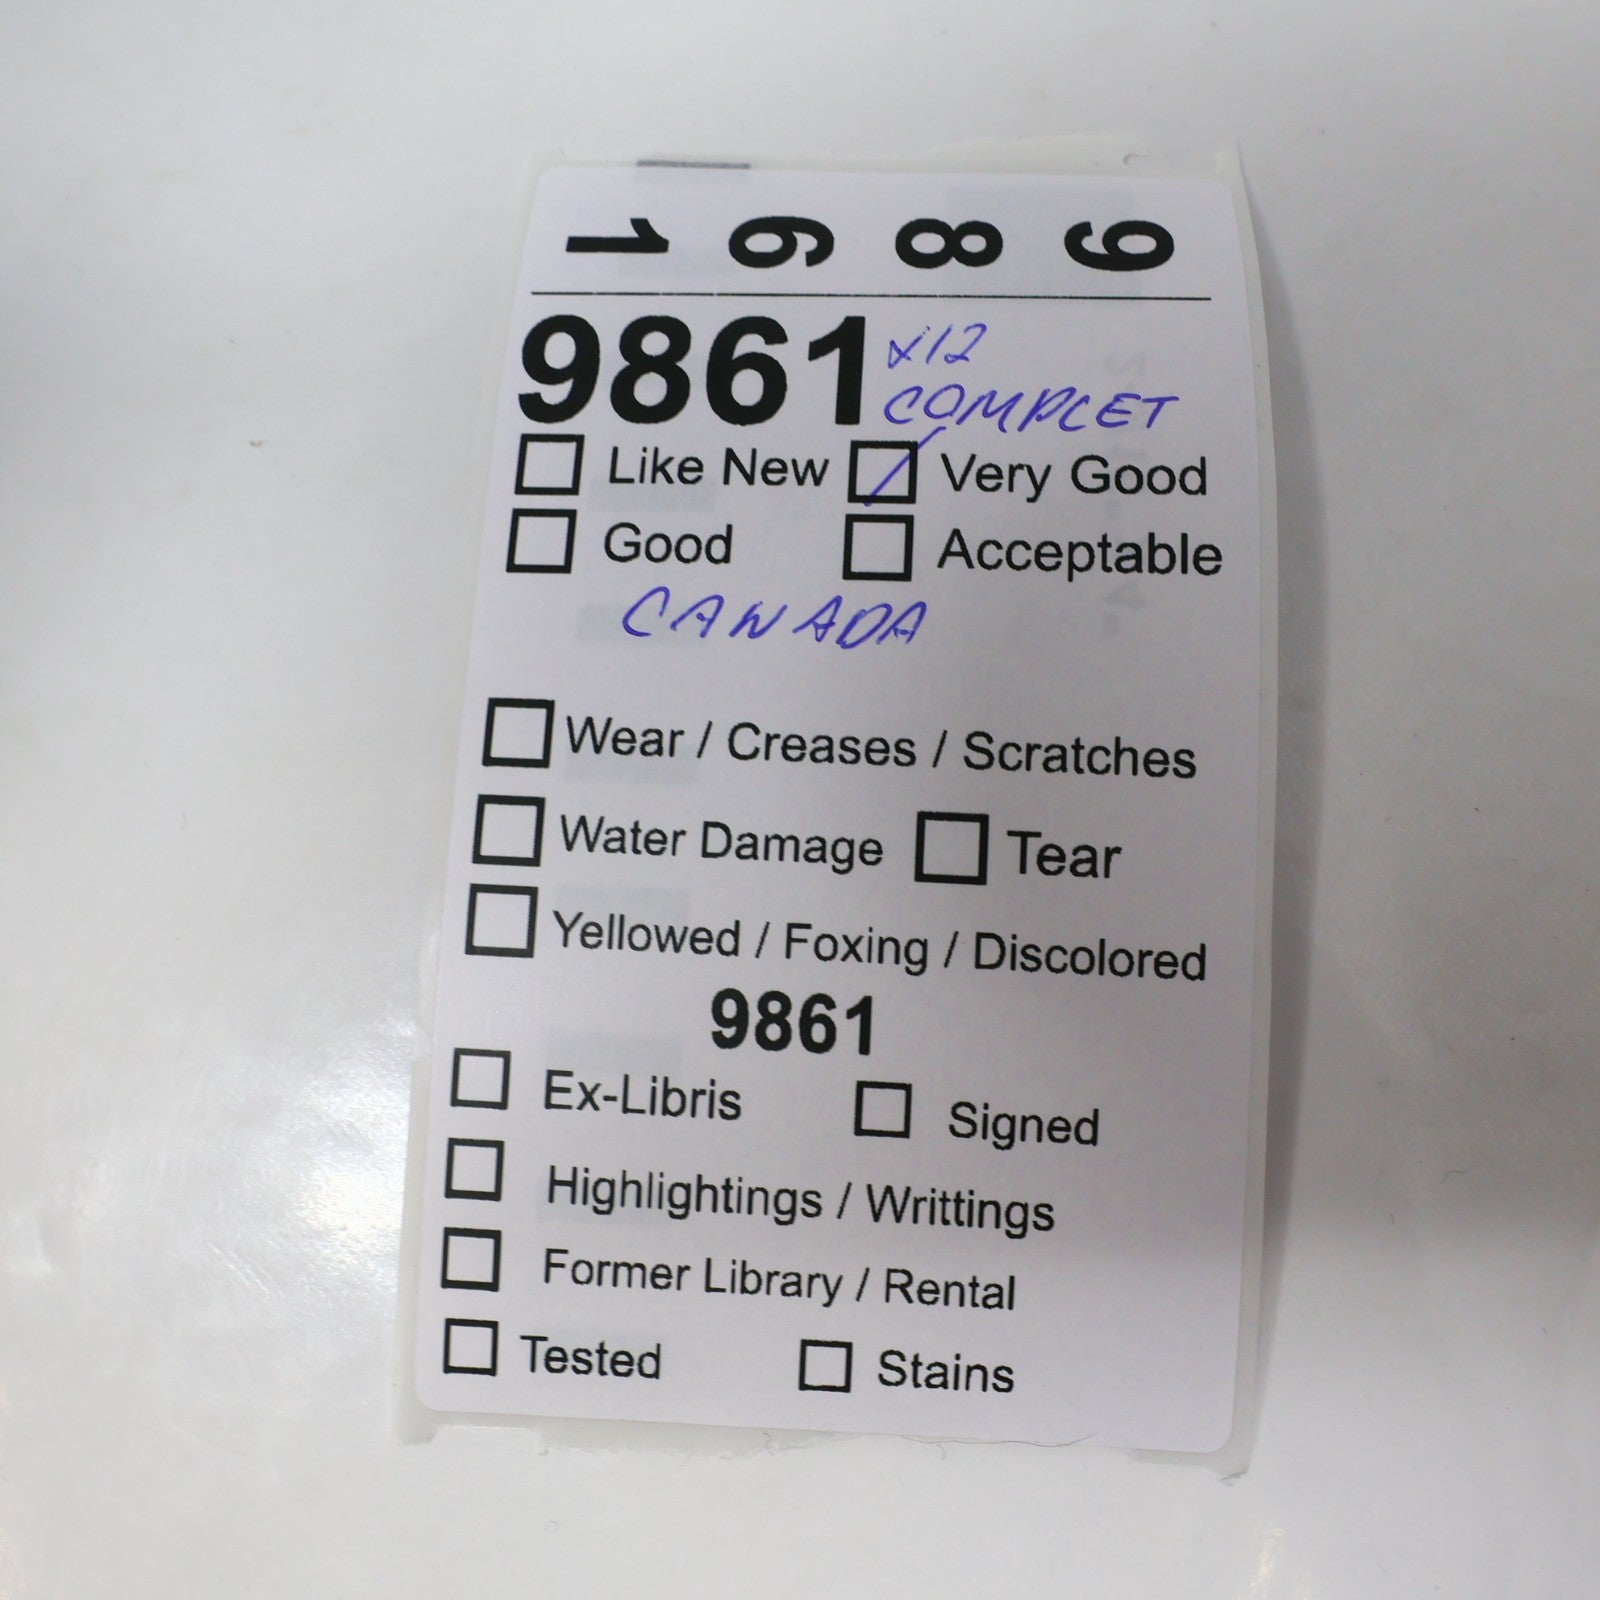 9861
9861 x12
COMPLET
Like New Very Good
Good Acceptable
CANADA
Wear / Creases / Scratches
Water Damage Tear
Yellowed / Foxing / Discolored
9861
Ex-Libris Signed
Highlightings / Writtings
Former Library / Rental
Tested Stains